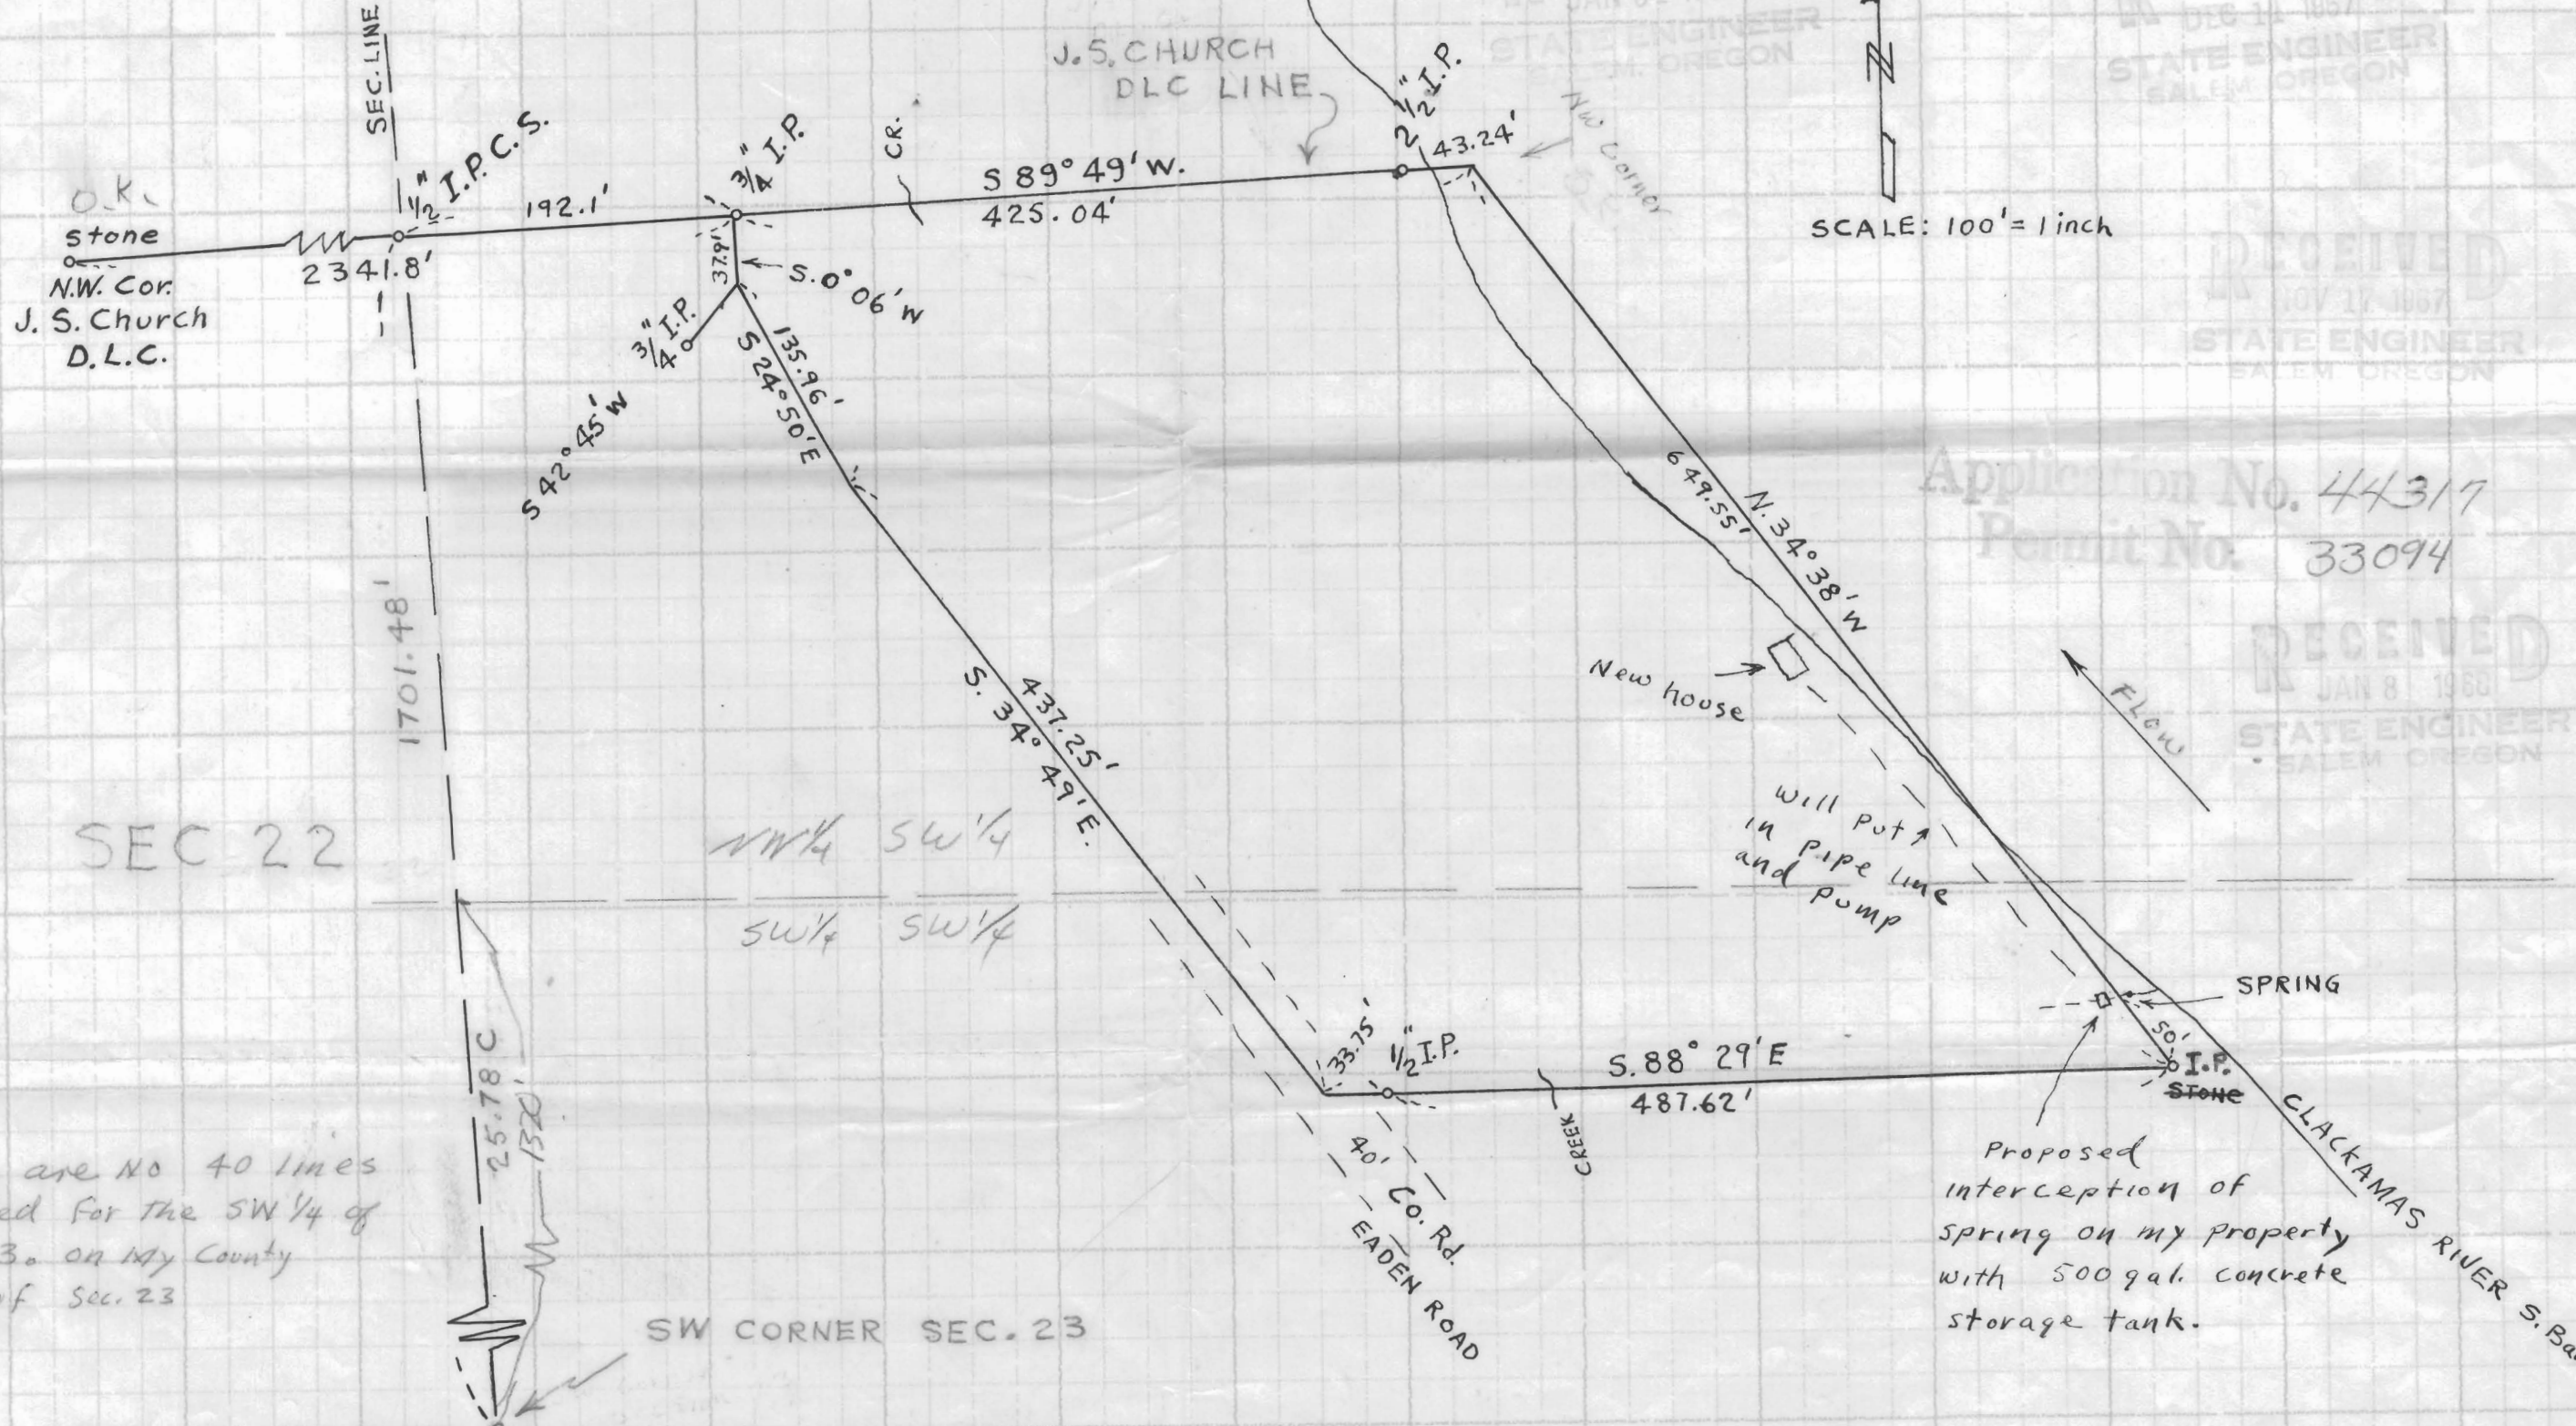 SEC. LINE
J.S. CHURCH
DLC LINE
STATE ENGINEER
SALEM, OREGON
DEC 11 1967
STATE ENGINEER
SALEM OREGON
2 1/2" I.P.
43.24'
NW Corner
CR.
3/4" I.P.
1/2" I.P. C.S.
192.1'
S 89° 49' W.
425.04'
SCALE: 100' = 1 inch
O.K.
stone
N.W. Cor.
J. S. Church
D.L.C.
2341.8'
37.9'
S. 0° 06' W
3/4" I.P.
S 42° 45' W
135.96'
S 24° 50' E
RECEIVED
NOV 17 1967
STATE ENGINEER
SALEM OREGON
Application No. 44317
Permit No. 33094
649.55'
N. 34° 38' W
RECEIVED
JAN 8 1968
STATE ENGINEER
SALEM OREGON
FLOW
New house
1701.48'
437.25'
S. 34° 49' E.
will put
in pipe line
and pump
SEC 22
NW 1/4 SW 1/4
SW 1/4 SW 1/4
SPRING
50'
I.P.
Stone
33.75'
1/2" I.P.
S. 88° 29' E
487.62'
CREEK
40'
Co. Rd.
EADEN ROAD
CLACKAMAS RIVER S. Ba
25.78 C
1320'
are No 40 lines
ed for the SW 1/4 of
3. on My County
of Sec. 23
SW CORNER SEC. 23
Proposed
interception of
spring on my property
with 500 gal. concrete
storage tank.